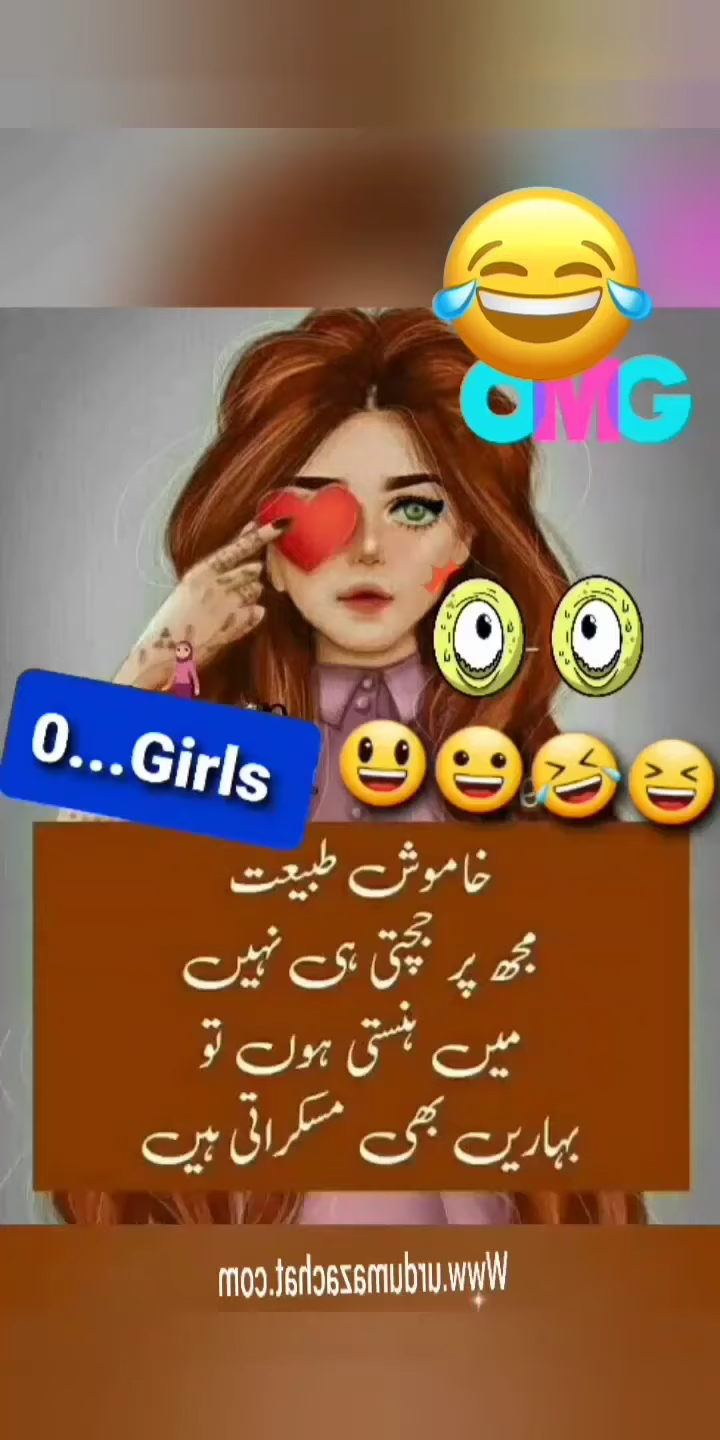 OMG
0...Girls
خاموش طبیعت
مجھ پر ججتی ہی نہیں
میں ہنستی ہوں تو
بہاریں بھی مسکراتی ہیں
Www.urdumazachat.com